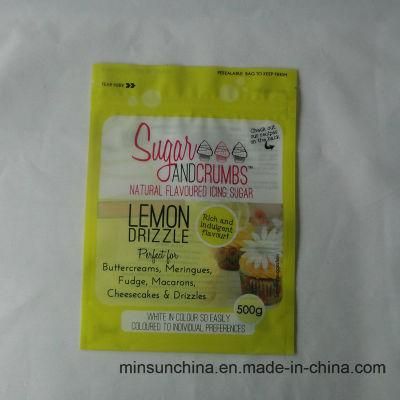 TEAR HERE
RESEALABLE BAG TO KEEP FRESH
Check out
our recipes
on the back
Sugar
ANDCRUMBS™
NATURAL FLAVOURED ICING SUGAR
LEMON
DRIZZLE
Rich and
indulgent
flavour!
Perfect for
Buttercreams, Meringues,
Fudge, Macarons,
Cheesecakes & Drizzles
500g
WHITE IN COLOUR SO EASILY
COLOURED TO INDIVIDUAL PREFERENCES
minsunchina.en.made-in-china.com